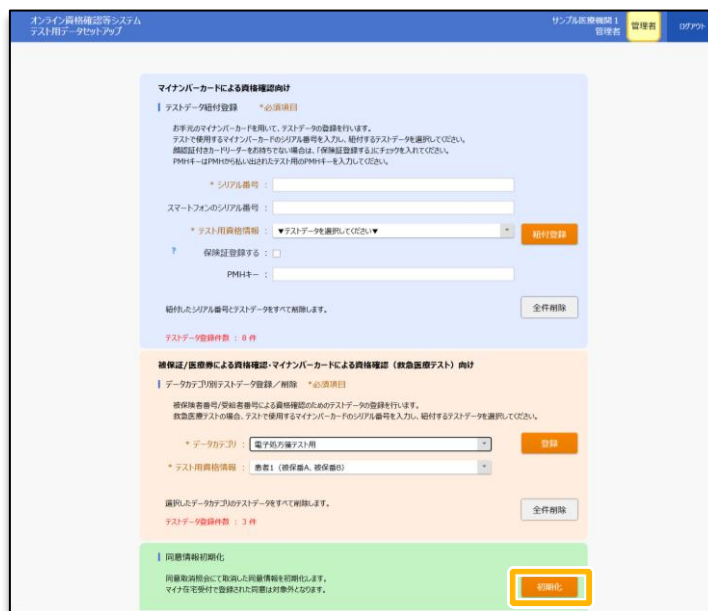 オンライン資格確認等システム
テスト用データセットアップ
サンプル医療機関1
管理者
管理者
ログアウト
マイナンバーカードによる資格確認向け
テストデータ紐付登録 *必須項目
お手元のマイナンバーカードを用いて、テストデータの登録を行います。
テストで使用するマイナンバーカードのシリアル番号を入力し、紐付するテストデータを選択してください。
顔認証付きカードリーダーをお持ちでない場合は、「保険証登録する」にチェックを入れてください。
PMHキーはPMHから払い出されたテスト用のPMHキーを入力してください。
* シリアル番号 :
スマートフォンのシリアル番号 :
* テスト用資格情報 : ▼テストデータを選択してください▼
紐付登録
? 保険証登録する :
PMHキー :
紐付したシリアル番号とテストデータをすべて削除します。
全件削除
テストデータ登録件数 : 0 件
被保証/医療券による資格確認・マイナンバーカードによる資格確認（救急医療テスト）向け
データカテゴリ別テストデータ登録／削除 *必須項目
被保険者番号/受給者番号による資格確認のためのテストデータの登録を行います。
救急医療テストの場合、テストで使用するマイナンバーカードのシリアル番号を入力し、紐付するテストデータを選択してください。
* データカテゴリ : 電子処方箋テスト用
登録
* テスト用資格情報 : 患者1（被保番A、被保番B）
選択したデータカテゴリのテストデータをすべて削除します。
全件削除
テストデータ登録件数 : 3 件
同意情報初期化
同意取消照会にて取消した同意情報を初期化します。
マイナ在宅受付で登録された同意は対象外となります。
初期化